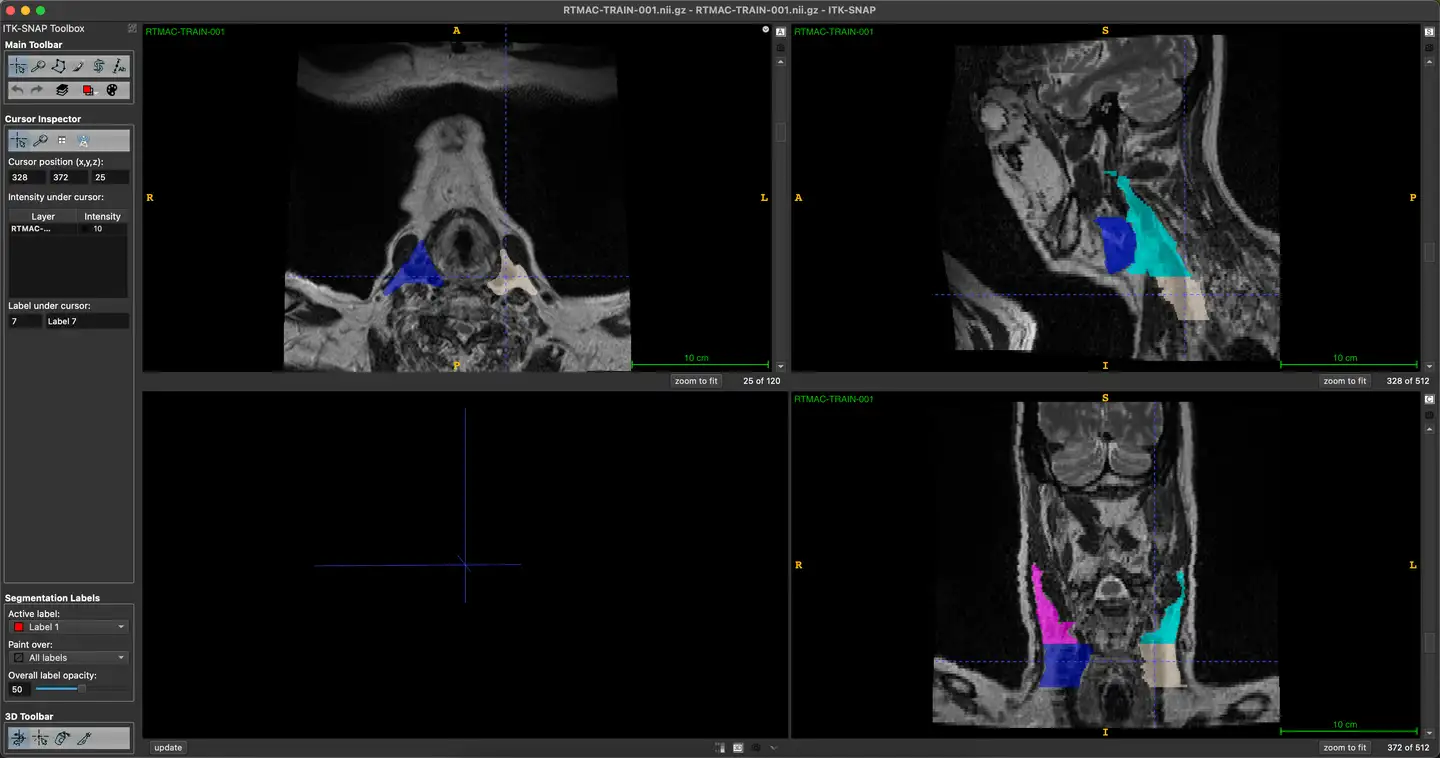 RTMAC-TRAIN-001.nii.gz - RTMAC-TRAIN-001.nii.gz - ITK-SNAP
ITK-SNAP Toolbox
Main Toolbar
Cursor Inspector
Cursor position (x,y,z):
328 372 25
Intensity under cursor:
Layer Intensity
RTMAC-... 10
Label under cursor:
7 Label 7
Segmentation Labels
Active label:
Label 1
Paint over:
All labels
Overall label opacity:
50
3D Toolbar
RTMAC-TRAIN-001
A
A
R
L
P
10 cm
zoom to fit
25 of 120
RTMAC-TRAIN-001
S
S
A
P
I
10 cm
zoom to fit
328 of 512
update
RTMAC-TRAIN-001
S
C
R
L
I
10 cm
zoom to fit
372 of 512